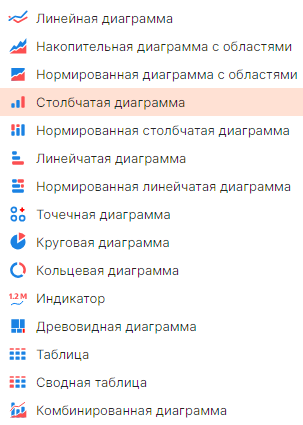 Линейная диаграмма
Накопительная диаграмма с областями
Нормированная диаграмма с областями
Столбчатая диаграмма
Нормированная столбчатая диаграмма
Линейчатая диаграмма
Нормированная линейчатая диаграмма
Точечная диаграмма
Круговая диаграмма
Кольцевая диаграмма
1.2 M Индикатор
Древовидная диаграмма
Таблица
Сводная таблица
Комбинированная диаграмма